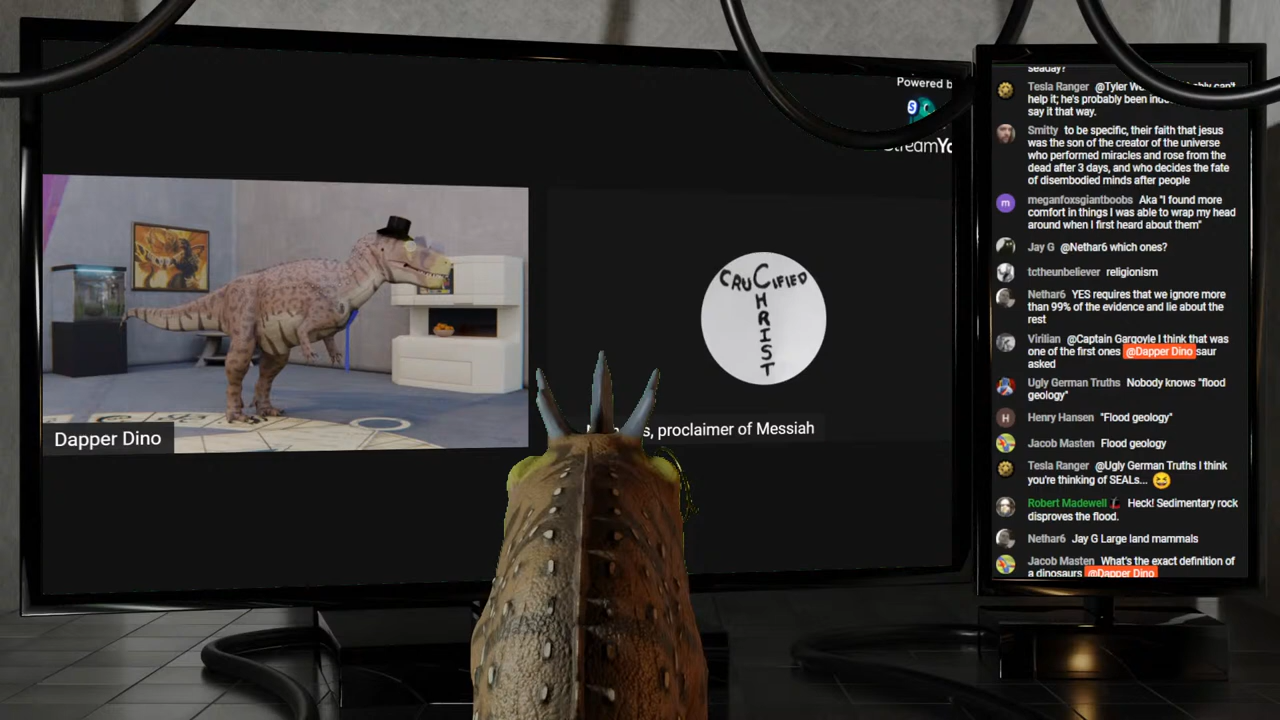 Powered b
S
StreamYo
CRUCIFIED
CHRIST
Dapper Dino
s, proclaimer of Messiah
seaday?
Tesla Ranger @Tyler
help it; he's probably been
say it that way.
Smitty to be specific, their faith that jesus
was the son of the creator of the universe
who performed miracles and rose from the
dead after 3 days, and who decides the fate
of disembodied minds after people
m
meganfoxsgiantboobs Aka "I found more
comfort in things I was able to wrap my head
around when I first heard about them"
Jay G @Nethar6 which ones?
tctheunbeliever religionism
Nethar6 YES requires that we ignore more
than 99% of the evidence and lie about the
rest
Virilian @Captain Gargoyle I think that was
one of the first ones @Dapper Dino saur
asked
Ugly German Truths Nobody knows "flood
geology"
H
Henry Hansen "Flood geology"
Jacob Masten Flood geology
Tesla Ranger @Ugly German Truths I think
you're thinking of SEALs...
Robert Madewell Heck! Sedimentary rock
disproves the flood.
Nethar6 Jay G Large land mammals
Jacob Masten What's the exact definition of
a dinosaurs @Dapper Dino